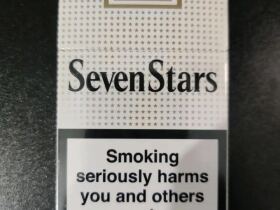 SevenStars
Smoking
seriously harms
you and others